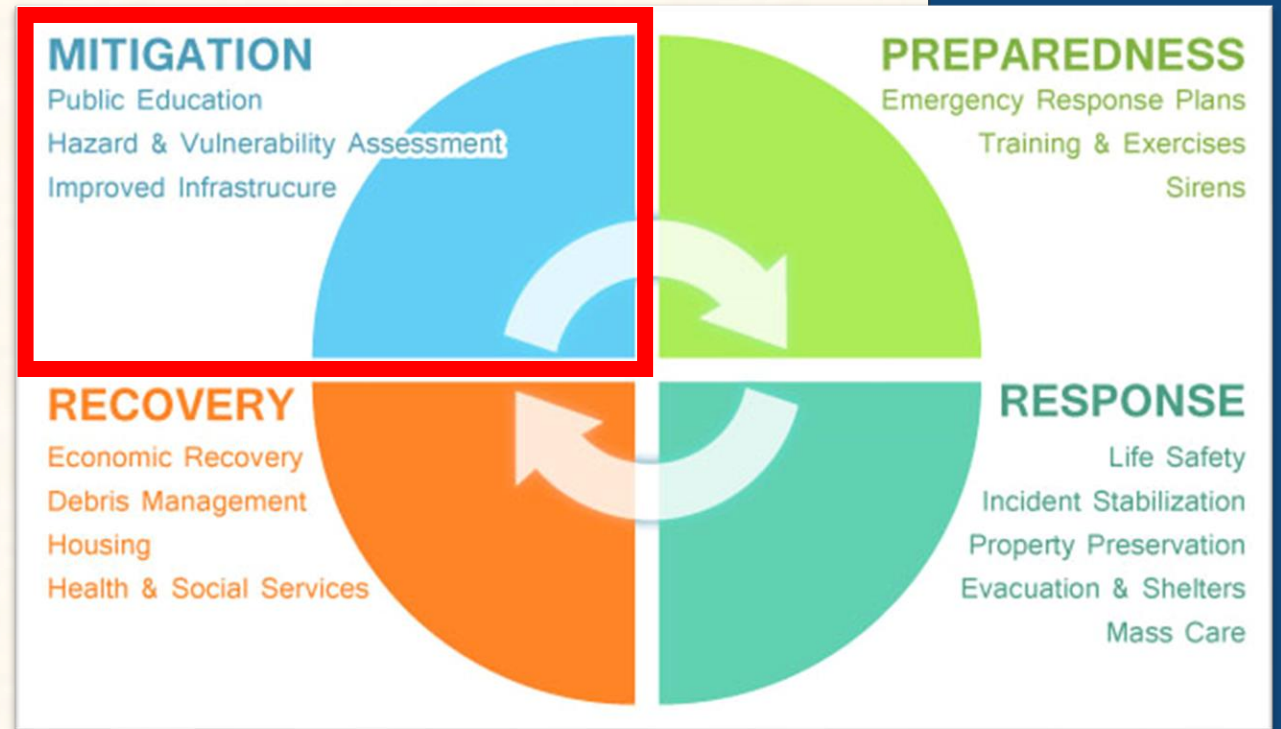 MITIGATION
Public Education
Hazard & Vulnerability Assessment
Improved Infrastrucure
PREPAREDNESS
Emergency Response Plans
Training & Exercises
Sirens
RECOVERY
Economic Recovery
Debris Management
Housing
Health & Social Services
RESPONSE
Life Safety
Incident Stabilization
Property Preservation
Evacuation & Shelters
Mass Care